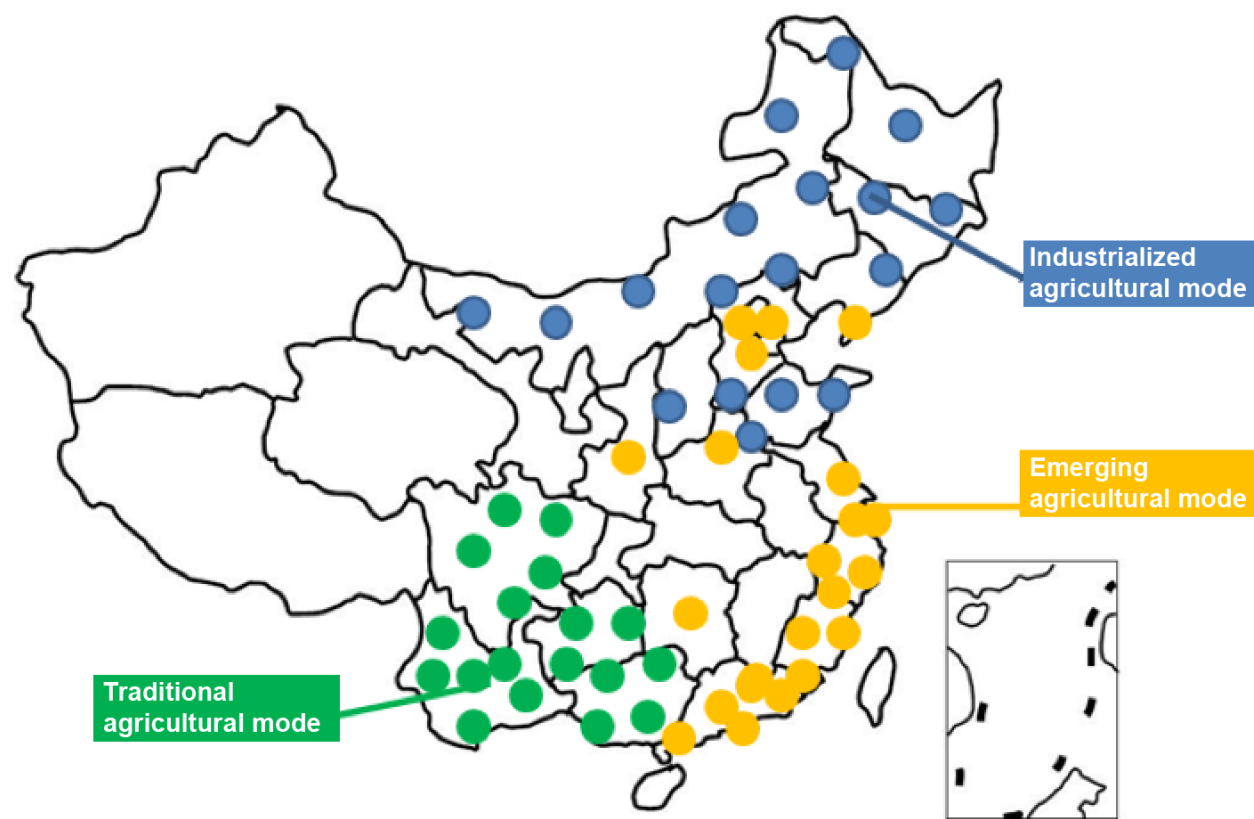 Industrialized
agricultural mode
Emerging
agricultural mode
Traditional
agricultural mode